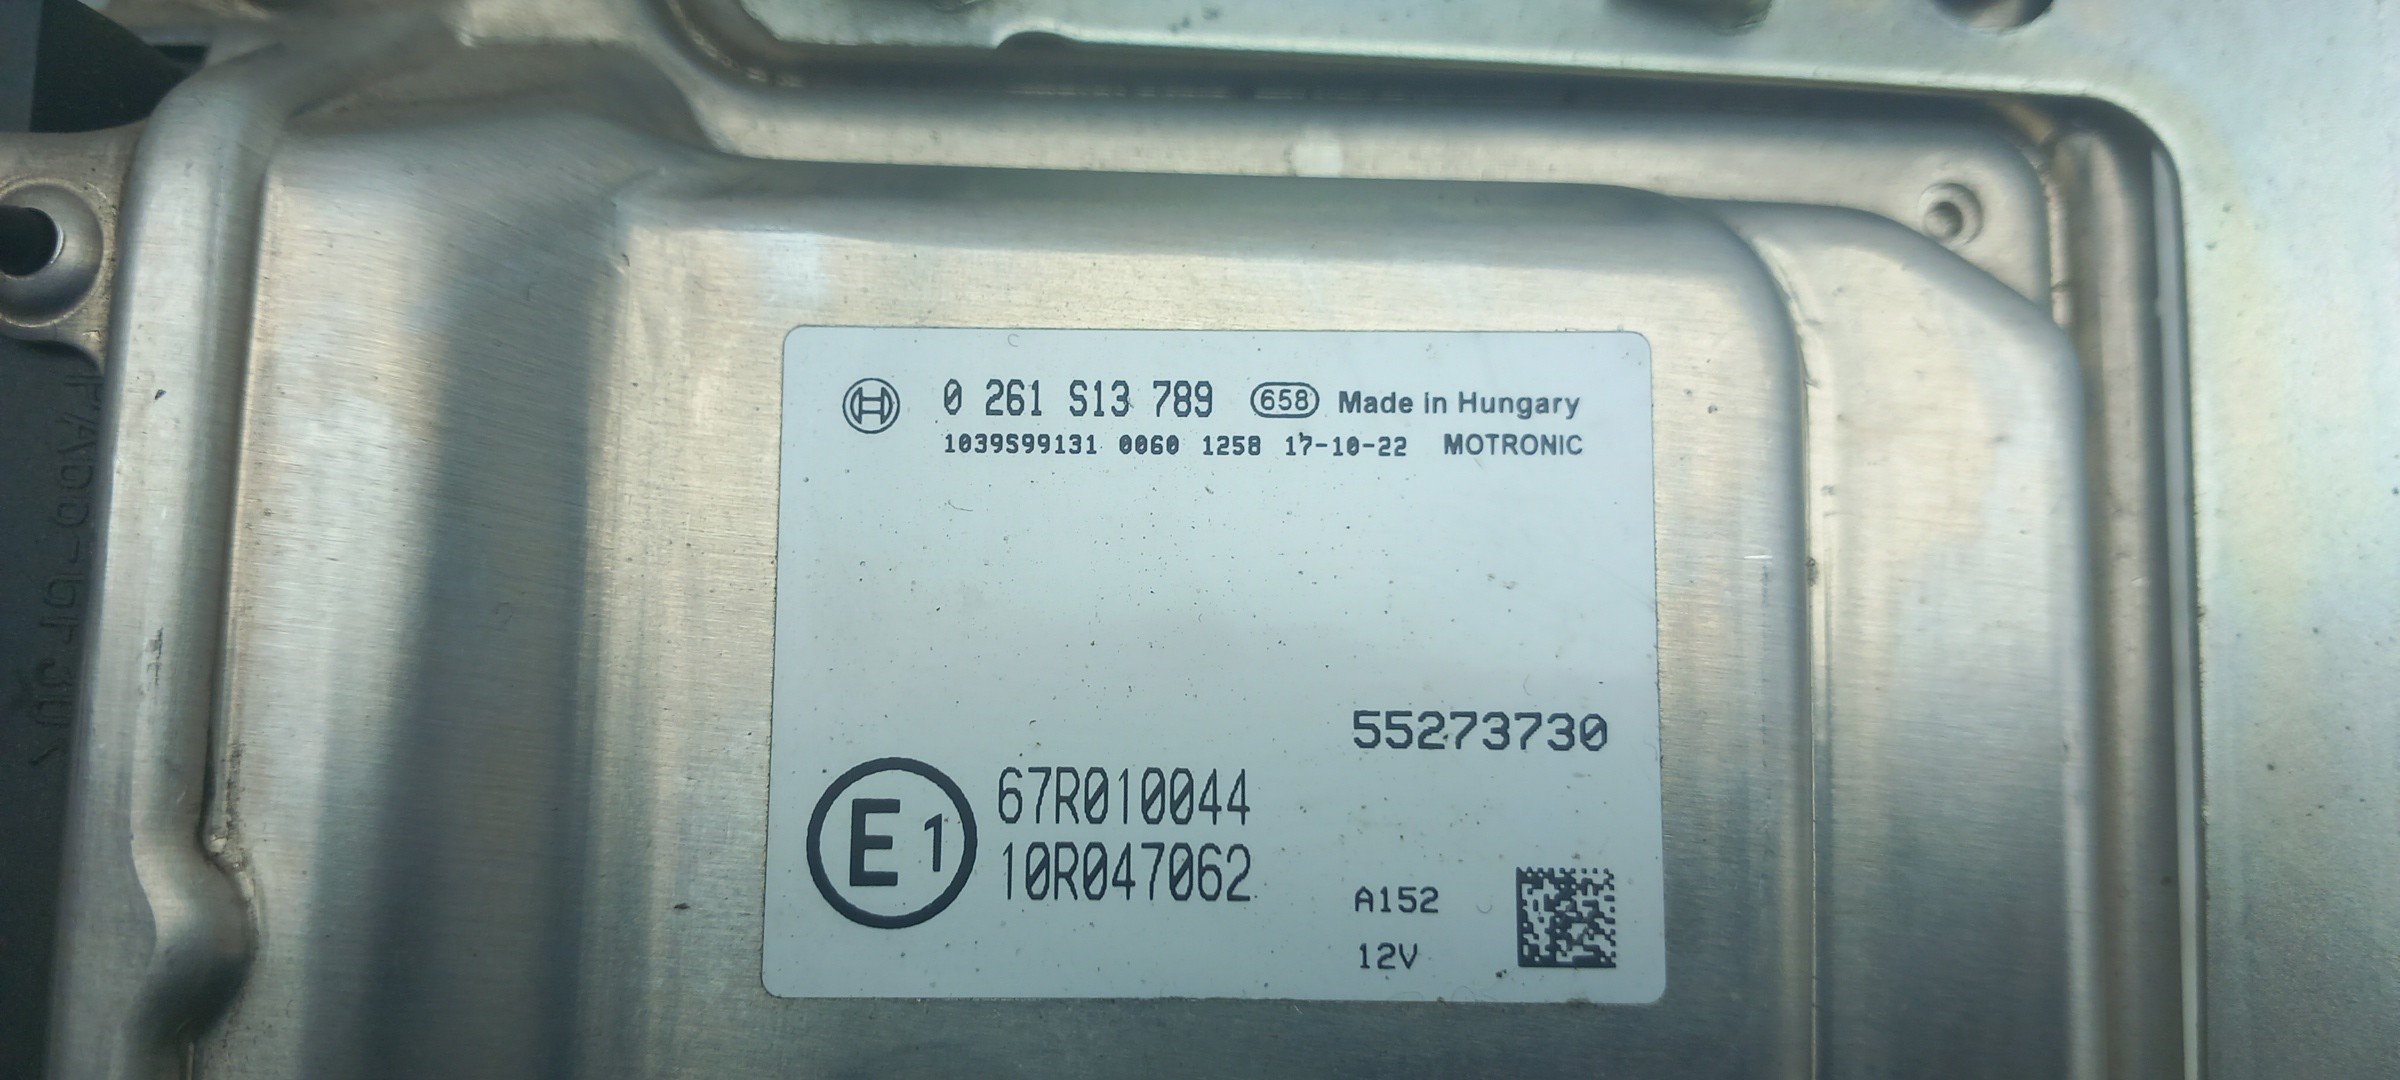 0 261 S13 789 658 Made in Hungary
1039S99131 0060 1258 17-10-22 MOTRONIC
55273730
E1 67R010044
10R047062
A152
12V